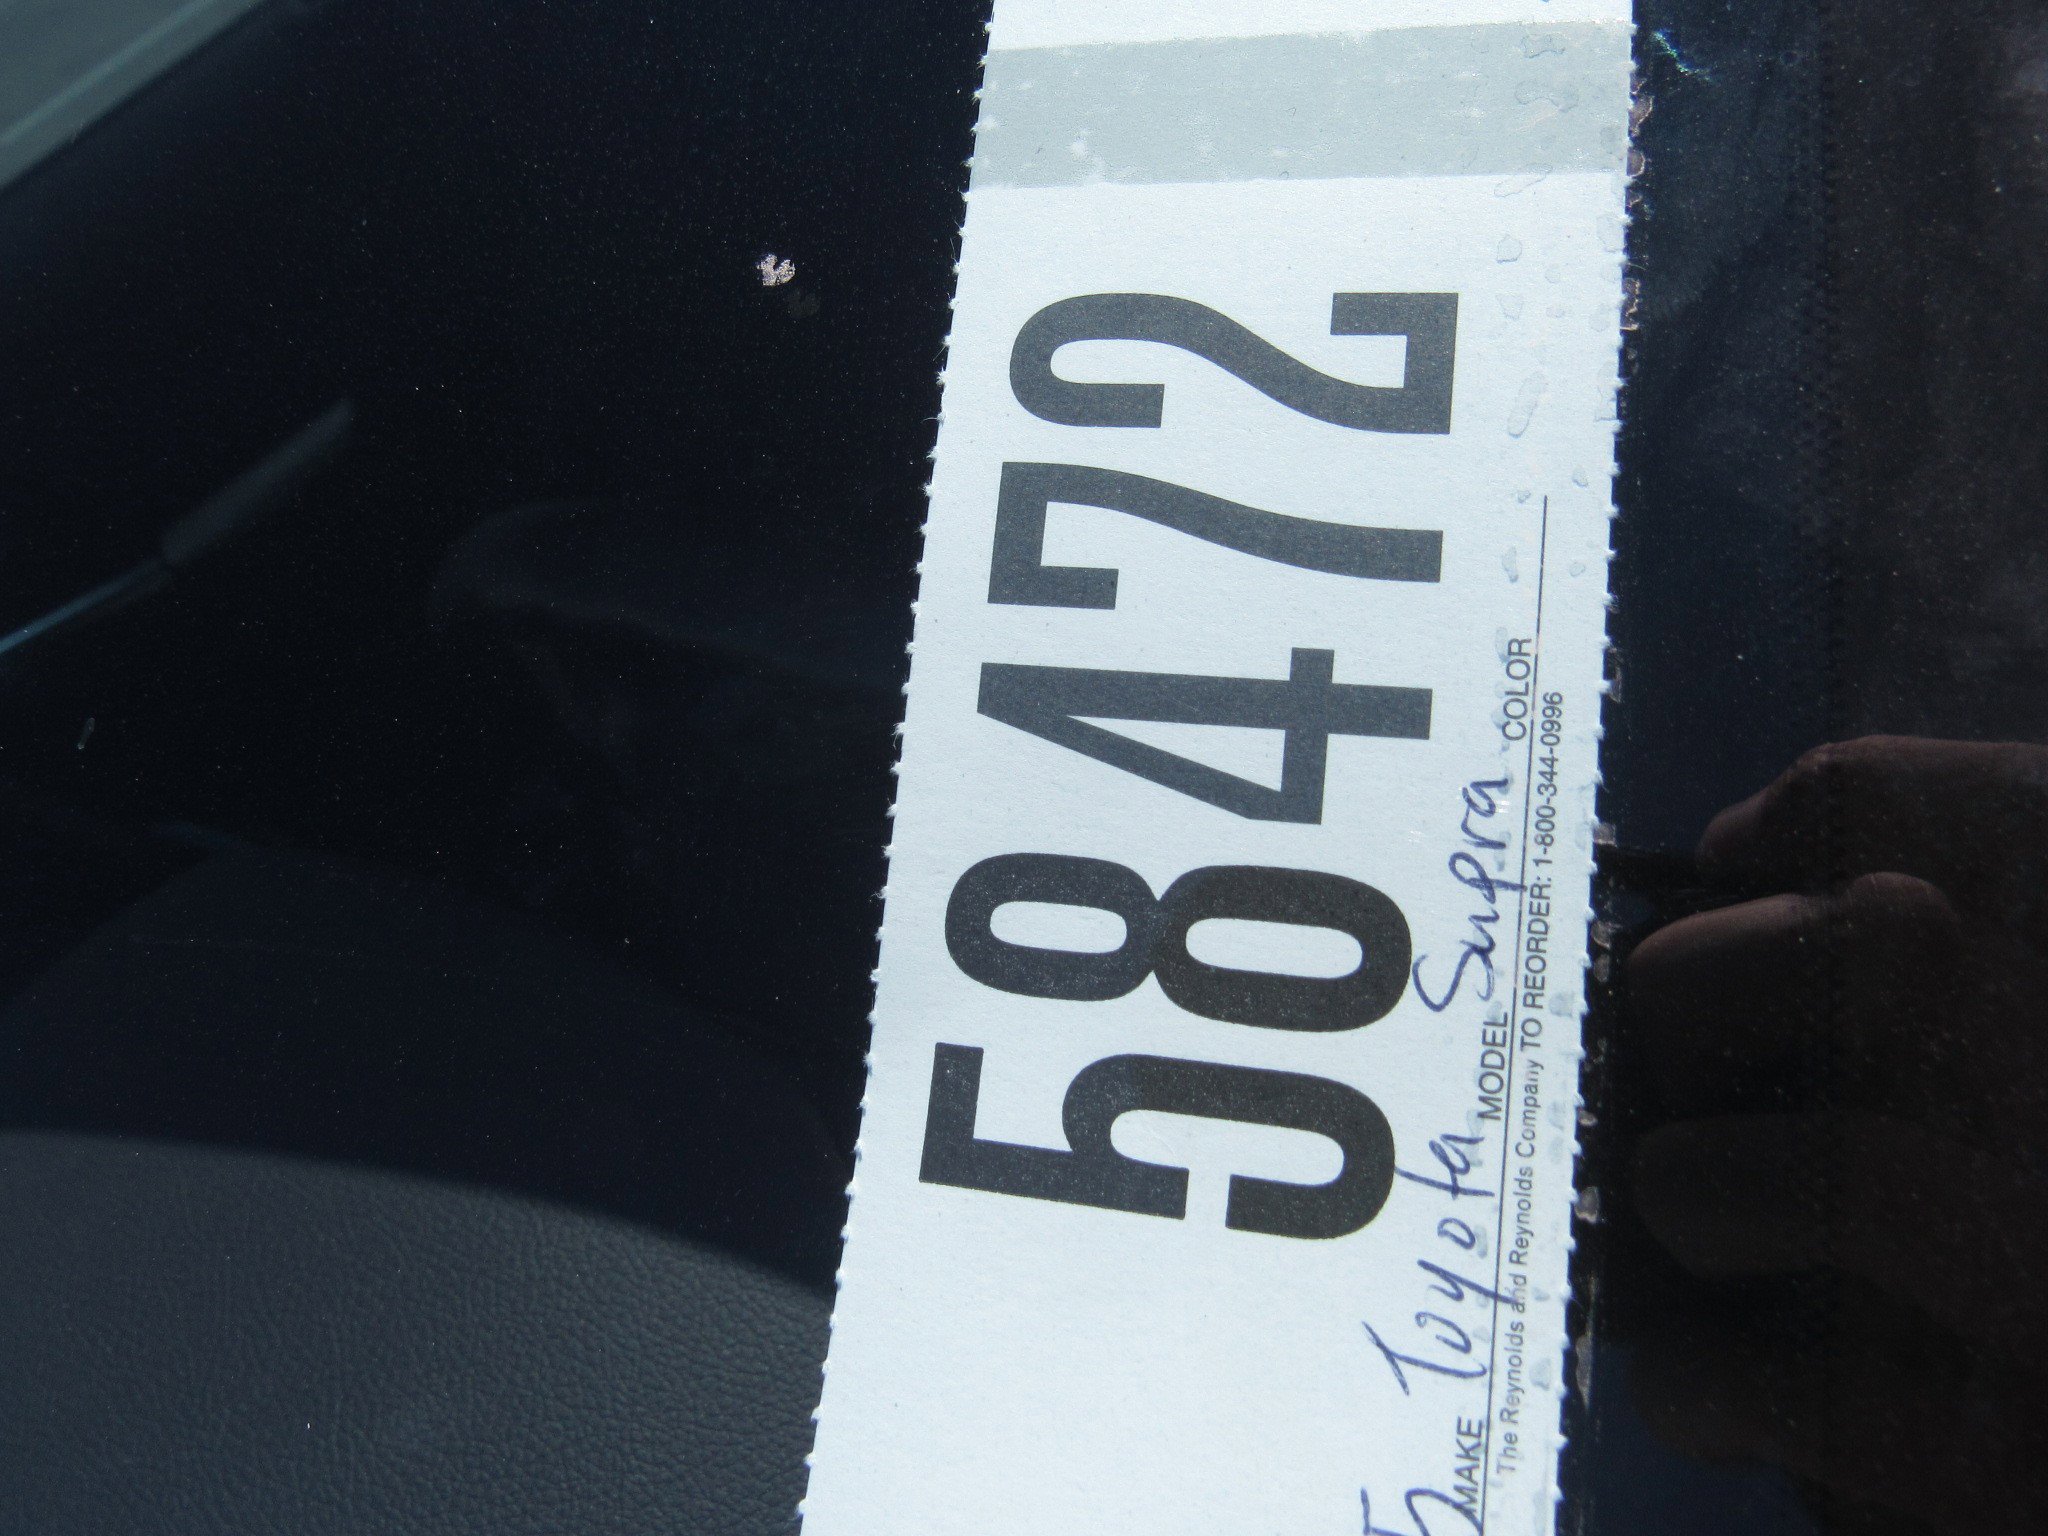 58472
MAKE Toyota MODEL Supra COLOR
The Reynolds and Reynolds Company TO REORDER: 1-800-344-0996